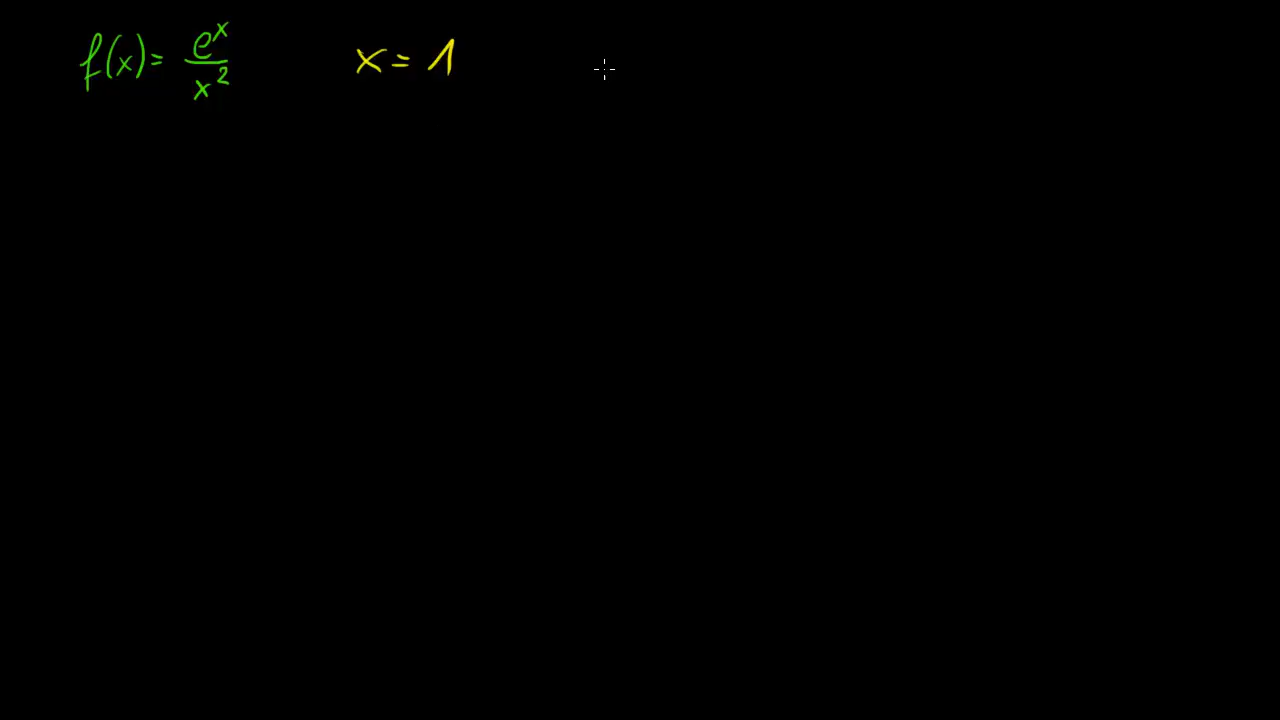 f(x) = e^x / x^2    x = 1